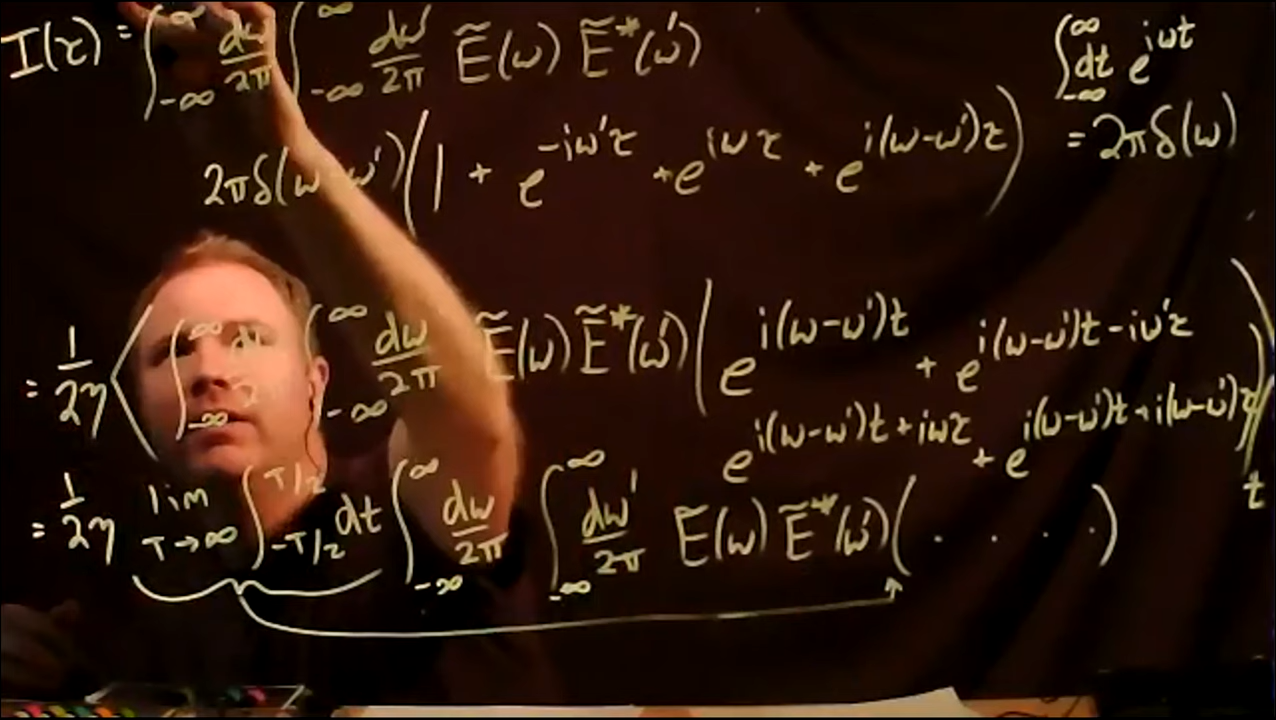 I(τ) = ∫_{-∞}^{∞} dω/2π ∫_{-∞}^{∞} dω'/2π Ẽ(ω) Ẽ*(ω')
2πδ(ω ω') (1 + e^{-iω'τ} + e^{iωτ} + e^{i(ω-ω')τ})
∫_{-∞}^{∞} dt e^{iωt}
= 2πδ(ω)
= 1/2η ⟨ ∫_{-∞}^{∞} ∫_{-∞}^{∞} dω/2π Ẽ(ω) Ẽ*(ω') ( e^{i(ω-ω')t} + e^{i(ω-ω')t-iω'τ}
e^{i(ω-ω')t+iωτ} + e^{i(ω-ω')t+i(ω-ω')τ} ) ⟩_t
= 1/2η lim_{T→∞} ∫_{-T/2}^{T/2} dt ∫_{-∞}^{∞} dω/2π ∫_{-∞}^{∞} dω'/2π Ẽ(ω) Ẽ*(ω') ( . . . . )